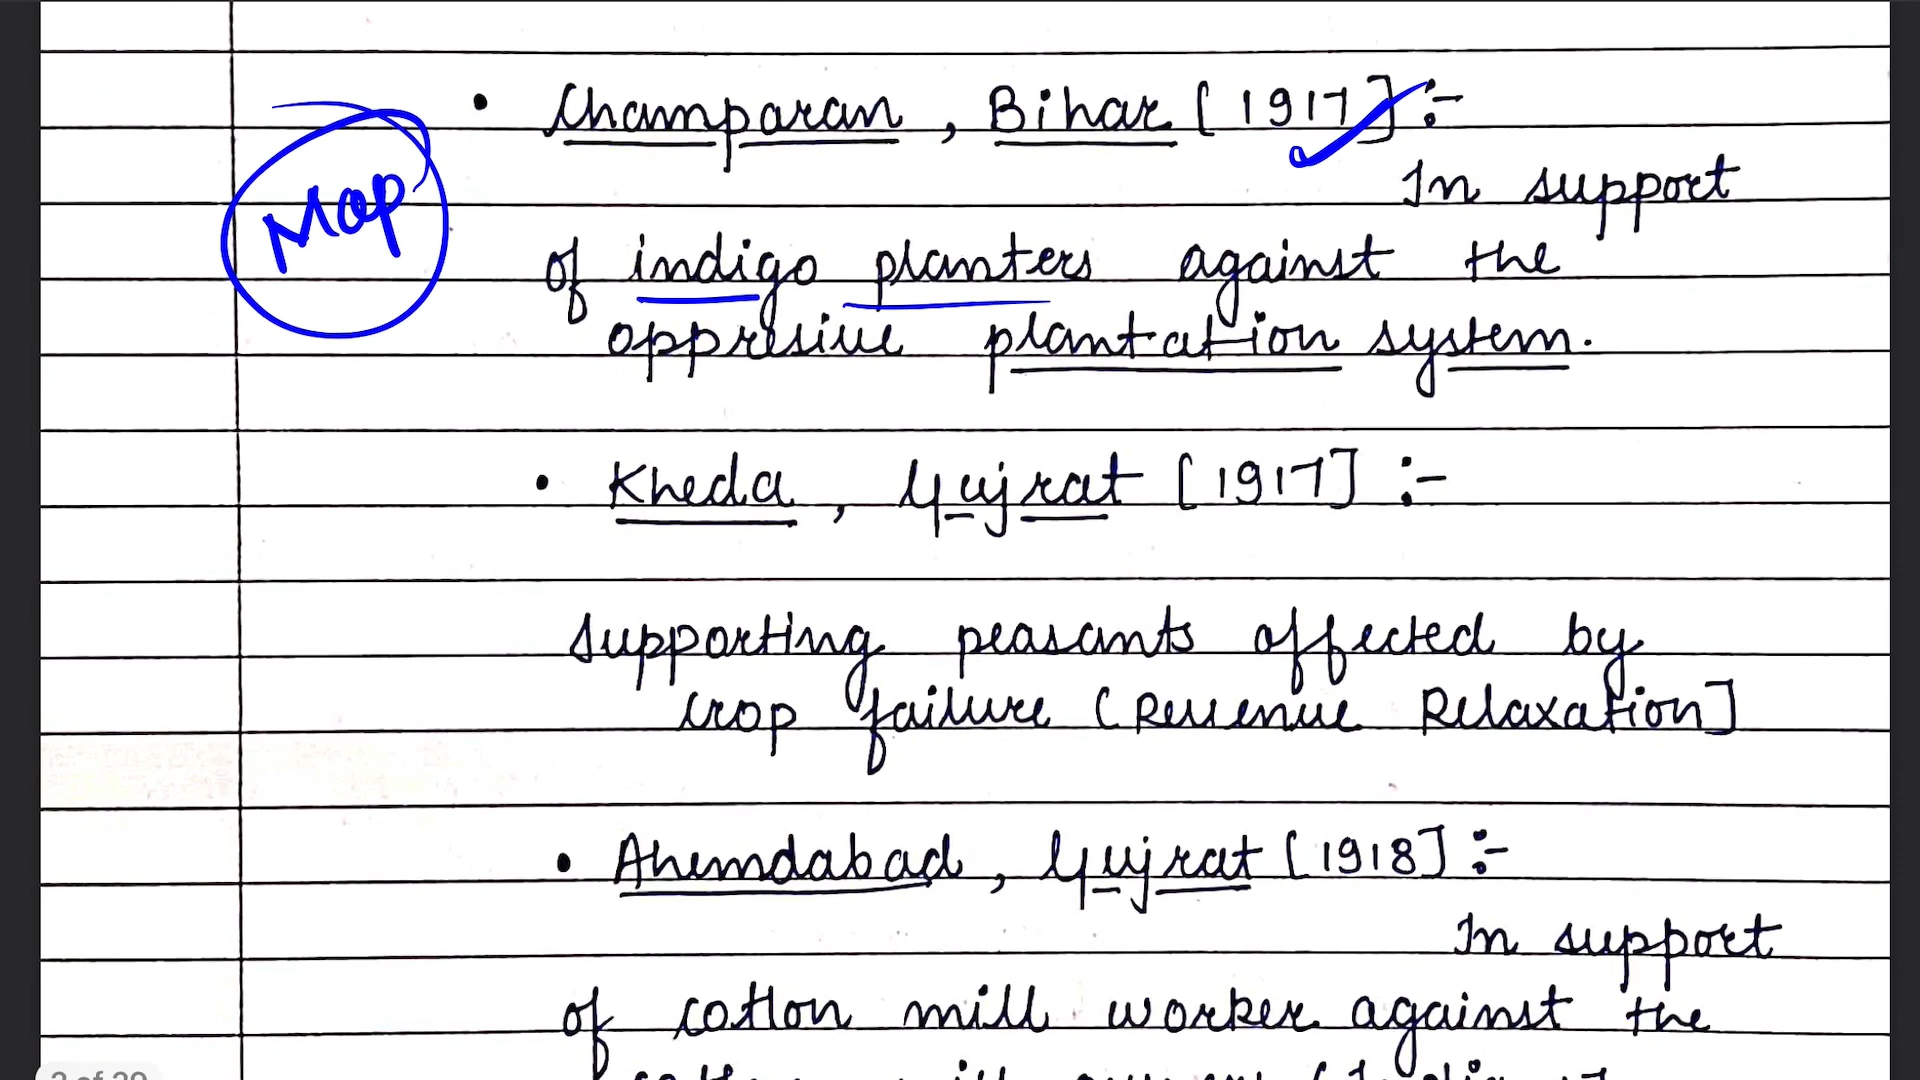 • Champaran , Bihar [ 1917 ] :-
Map
In support
of indigo planters against the
oppresive plantation system.
• Kheda , Gujrat [ 1917 ] :-
supporting peasants affected by
crop failure [ Revenue Relaxation ]
• Ahemdabad , Gujrat [ 1918 ] :-
In support
of cotton mill worker against the